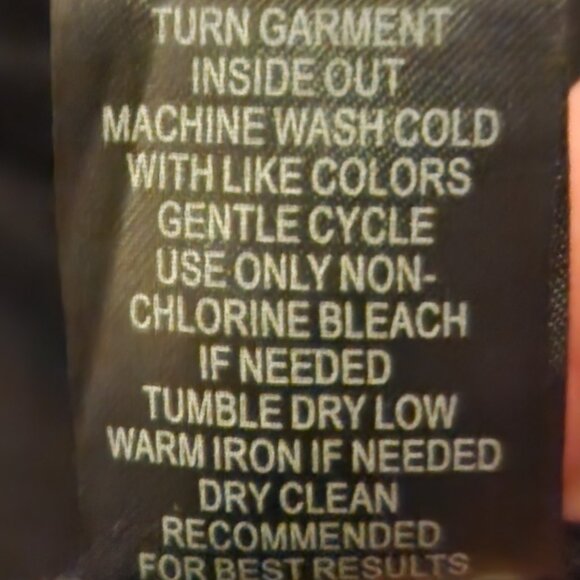 TURN GARMENT
INSIDE OUT
MACHINE WASH COLD
WITH LIKE COLORS
GENTLE CYCLE
USE ONLY NON-
CHLORINE BLEACH
IF NEEDED
TUMBLE DRY LOW
WARM IRON IF NEEDED
DRY CLEAN
RECOMMENDED
FOR BEST RESULTS